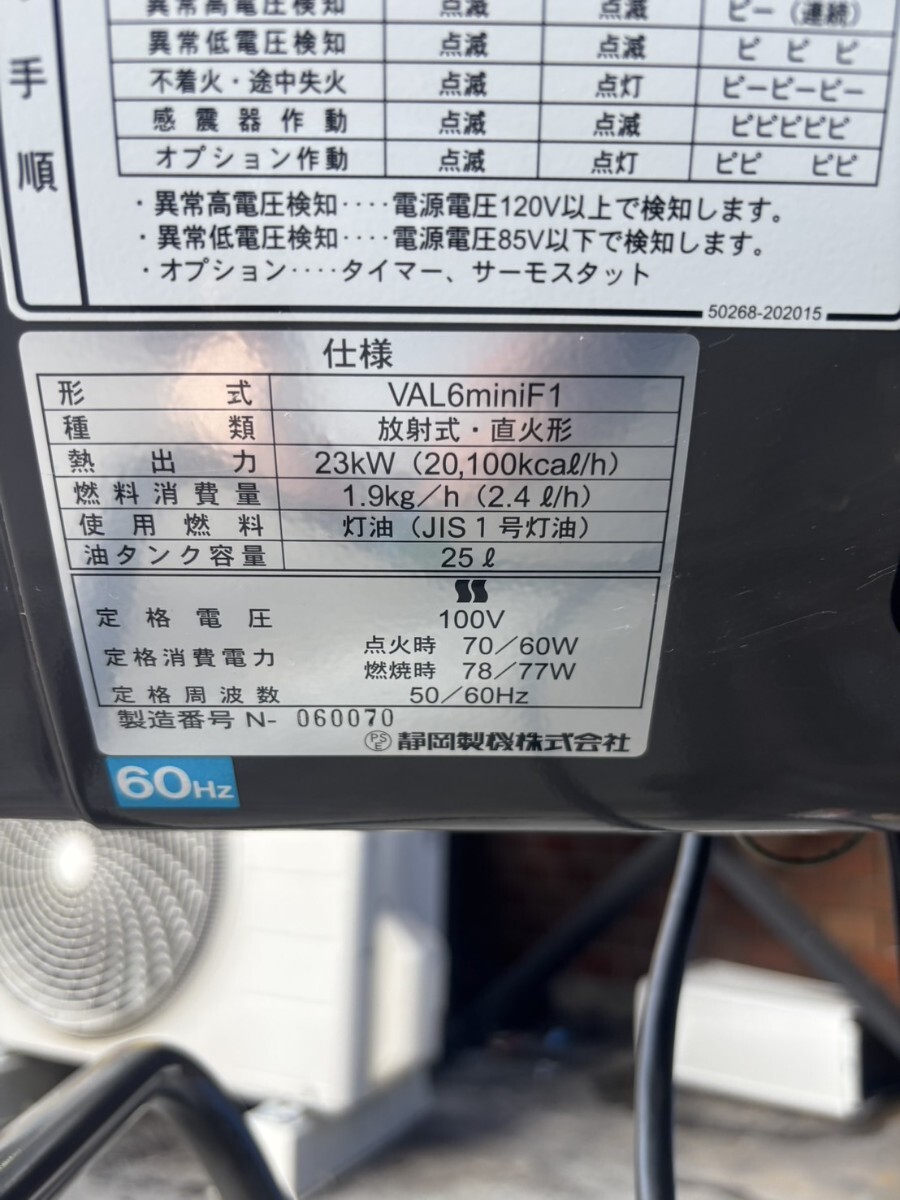 手順
異常高電圧検知 点滅 点滅 ピー（連続）
異常低電圧検知 点滅 点滅 ピ ピ ピ
不着火・途中失火 点滅 点灯 ピーピーピー
感震器作動 点滅 点滅 ピピピピピ
オプション作動 点滅 点灯 ピピ ピピ
・異常高電圧検知‥‥電源電圧120V以上で検知します。
・異常低電圧検知‥‥電源電圧85V以下で検知します。
・オプション‥‥タイマー、サーモスタット
50268-202015
仕様
形式 VAL6miniF1
種類 放射式・直火形
熱出力 23kW（20,100kcaℓ/h）
燃料消費量 1.9kg／h（2.4ℓ/h）
使用燃料 灯油（JIS１号灯油）
油タンク容量 25ℓ
定格電圧 100V
定格消費電力 点火時 70／60W
燃焼時 78／77W
定格周波数 50／60Hz
製造番号 N- 060070
PSE 静岡製機株式会社
60Hz